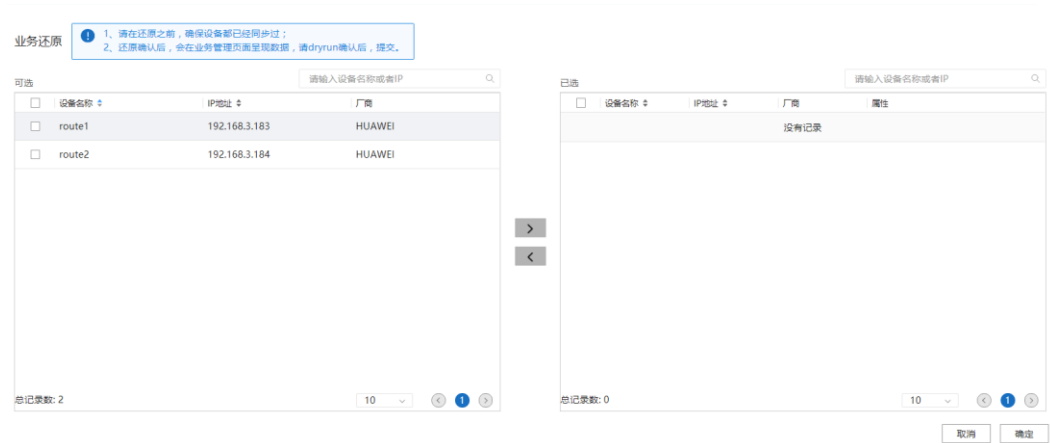 业务还原
1、请在还原之前，确保设备都已经同步过；
2、还原确认后，会在业务管理页面呈现数据，请dryrun确认后，提交。
可选
请输入设备名称或者IP
设备名称 IP地址 厂商
route1 192.168.3.183 HUAWEI
route2 192.168.3.184 HUAWEI
总记录数: 2
10
1
已选
请输入设备名称或者IP
设备名称 IP地址 厂商 属性
没有记录
总记录数: 0
10
1
取消 确定